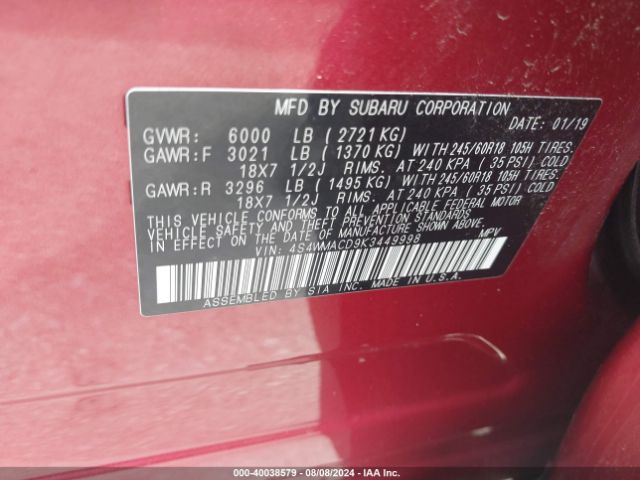 MFD BY SUBARU CORPORATION
DATE: 01/19
GVWR: 6000 LB ( 2721 KG)
GAWR: F 3021 LB ( 1370 KG) WITH 245/60R18 105H TIRES.
18X7 1/2J RIMS. AT 240 KPA ( 35 PSI) COLD
GAWR: R 3296 LB ( 1495 KG) WITH 245/60R18 105H TIRES.
18X7 1/2J RIMS. AT 240 KPA ( 35 PSI) COLD
THIS VEHICLE CONFORMS TO ALL APPLICABLE FEDERAL MOTOR
VEHICLE SAFETY STANDARDS IN EFFECT ON THE
DATE OF MANUFACTURE SHOWN ABOVE.
VIN: 4S4WMACD9K3449998 MPV
ASSEMBLED BY SIA INC. MADE IN U.S.A.
000-40038579 - 08/08/2024 - IAA Inc.